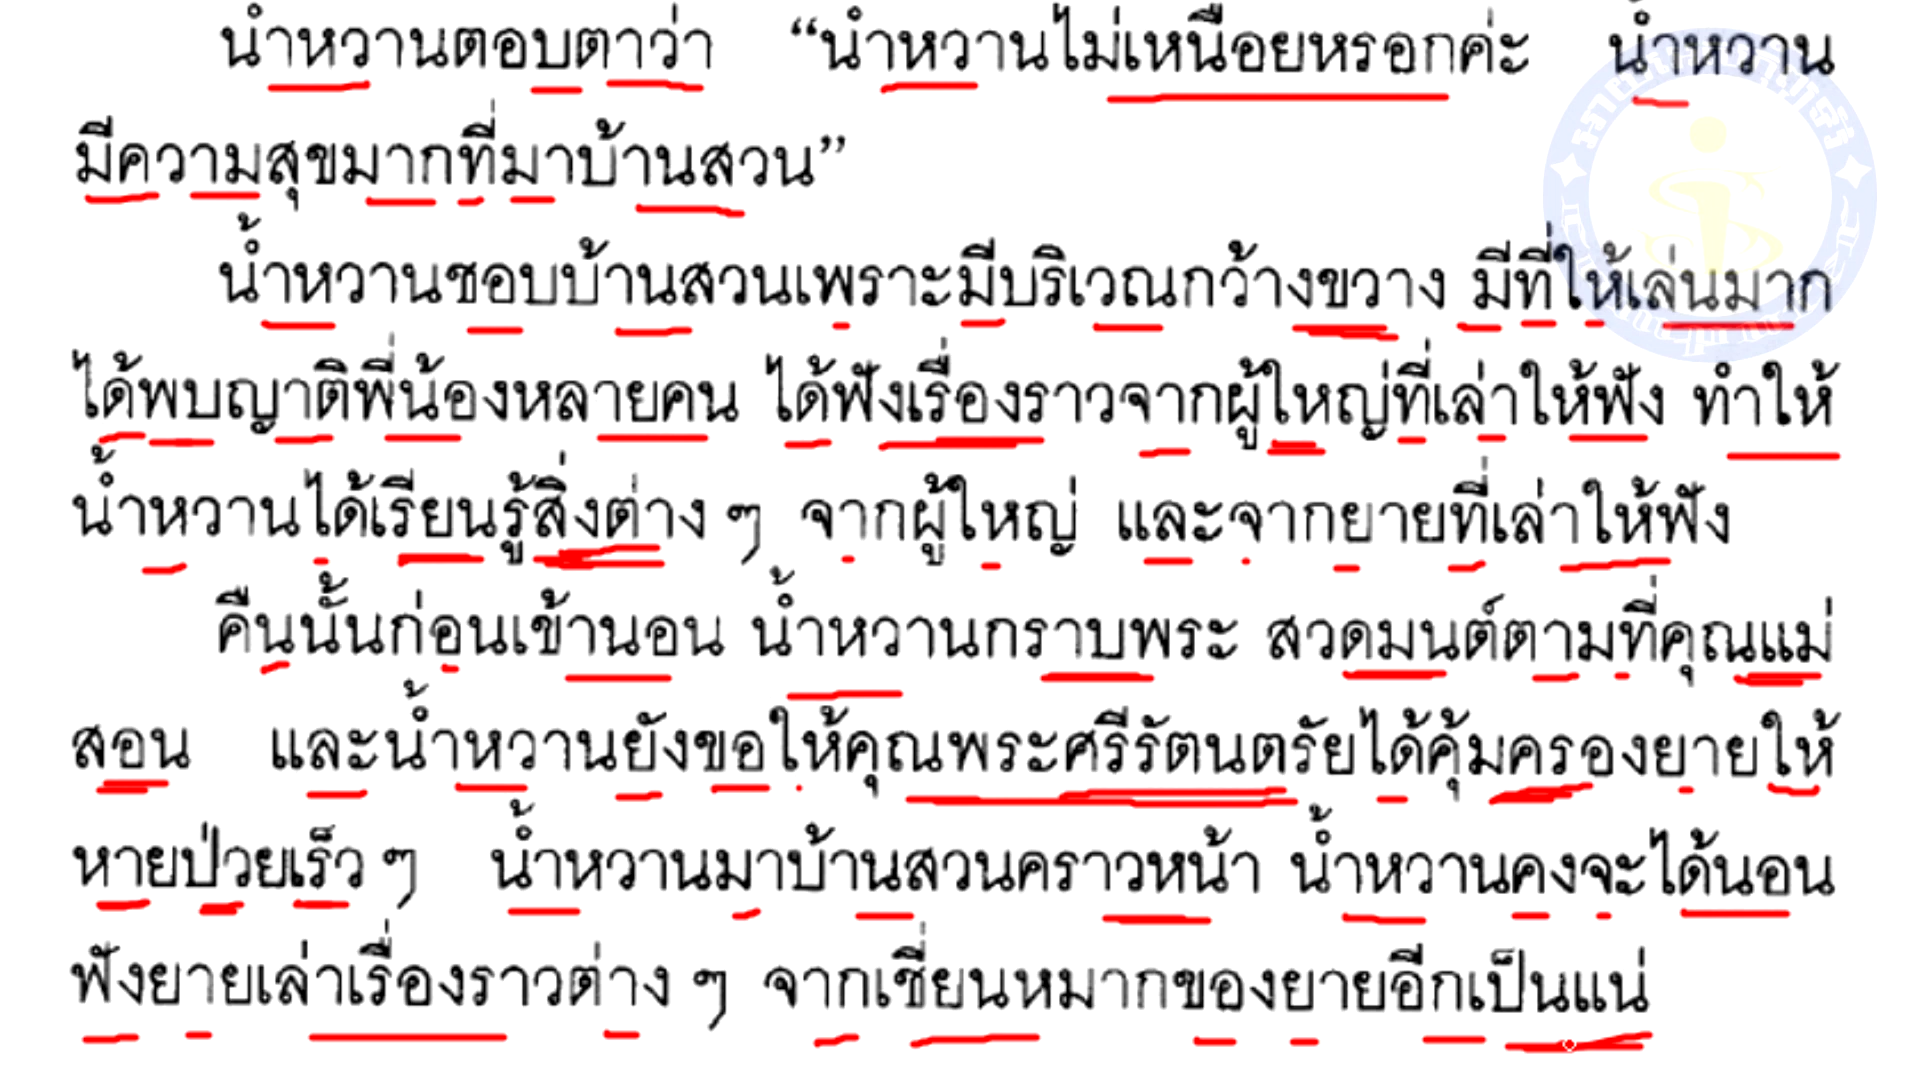 น้ำหวานตอบตาว่า “น้ำหวานไม่เหนื่อยหรอกค่ะ น้ำหวาน
มีความสุขมากที่มาบ้านสวน”
น้ำหวานชอบบ้านสวนเพราะมีบริเวณกว้างขวาง มีที่ให้เล่นมาก
ได้พบญาติพี่น้องหลายคน ได้ฟังเรื่องราวจากผู้ใหญ่ที่เล่าให้ฟัง ทำให้
น้ำหวานได้เรียนรู้สิ่งต่าง ๆ จากผู้ใหญ่ และจากยายที่เล่าให้ฟัง
คืนนั้นก่อนเข้านอน น้ำหวานกราบพระ สวดมนต์ตามที่คุณแม่
สอน และน้ำหวานยังขอให้คุณพระศรีรัตนตรัยได้คุ้มครองยายให้
หายป่วยเร็ว ๆ น้ำหวานมาบ้านสวนคราวหน้า น้ำหวานคงจะได้นอน
ฟังยายเล่าเรื่องราวต่าง ๆ จากเชี่ยนหมากของยายอีกเป็นแน่